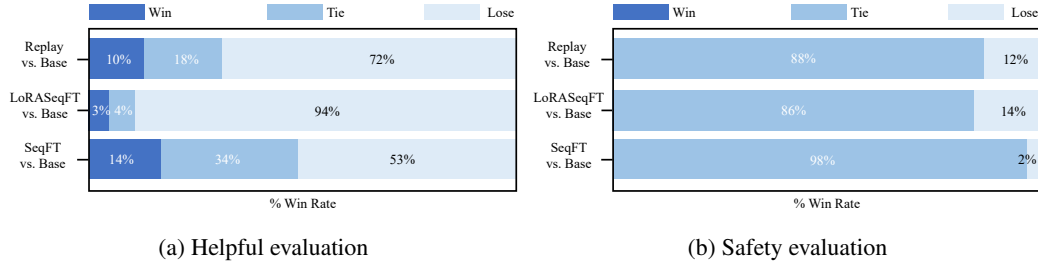 Win Tie Lose
Replay
vs. Base
10% 18% 72%
LoRASeqFT
vs. Base
3% 4% 94%
SeqFT
vs. Base
14% 34% 53%
% Win Rate
(a) Helpful evaluation
Win Tie Lose
Replay
vs. Base
88% 12%
LoRASeqFT
vs. Base
86% 14%
SeqFT
vs. Base
98% 2%
% Win Rate
(b) Safety evaluation